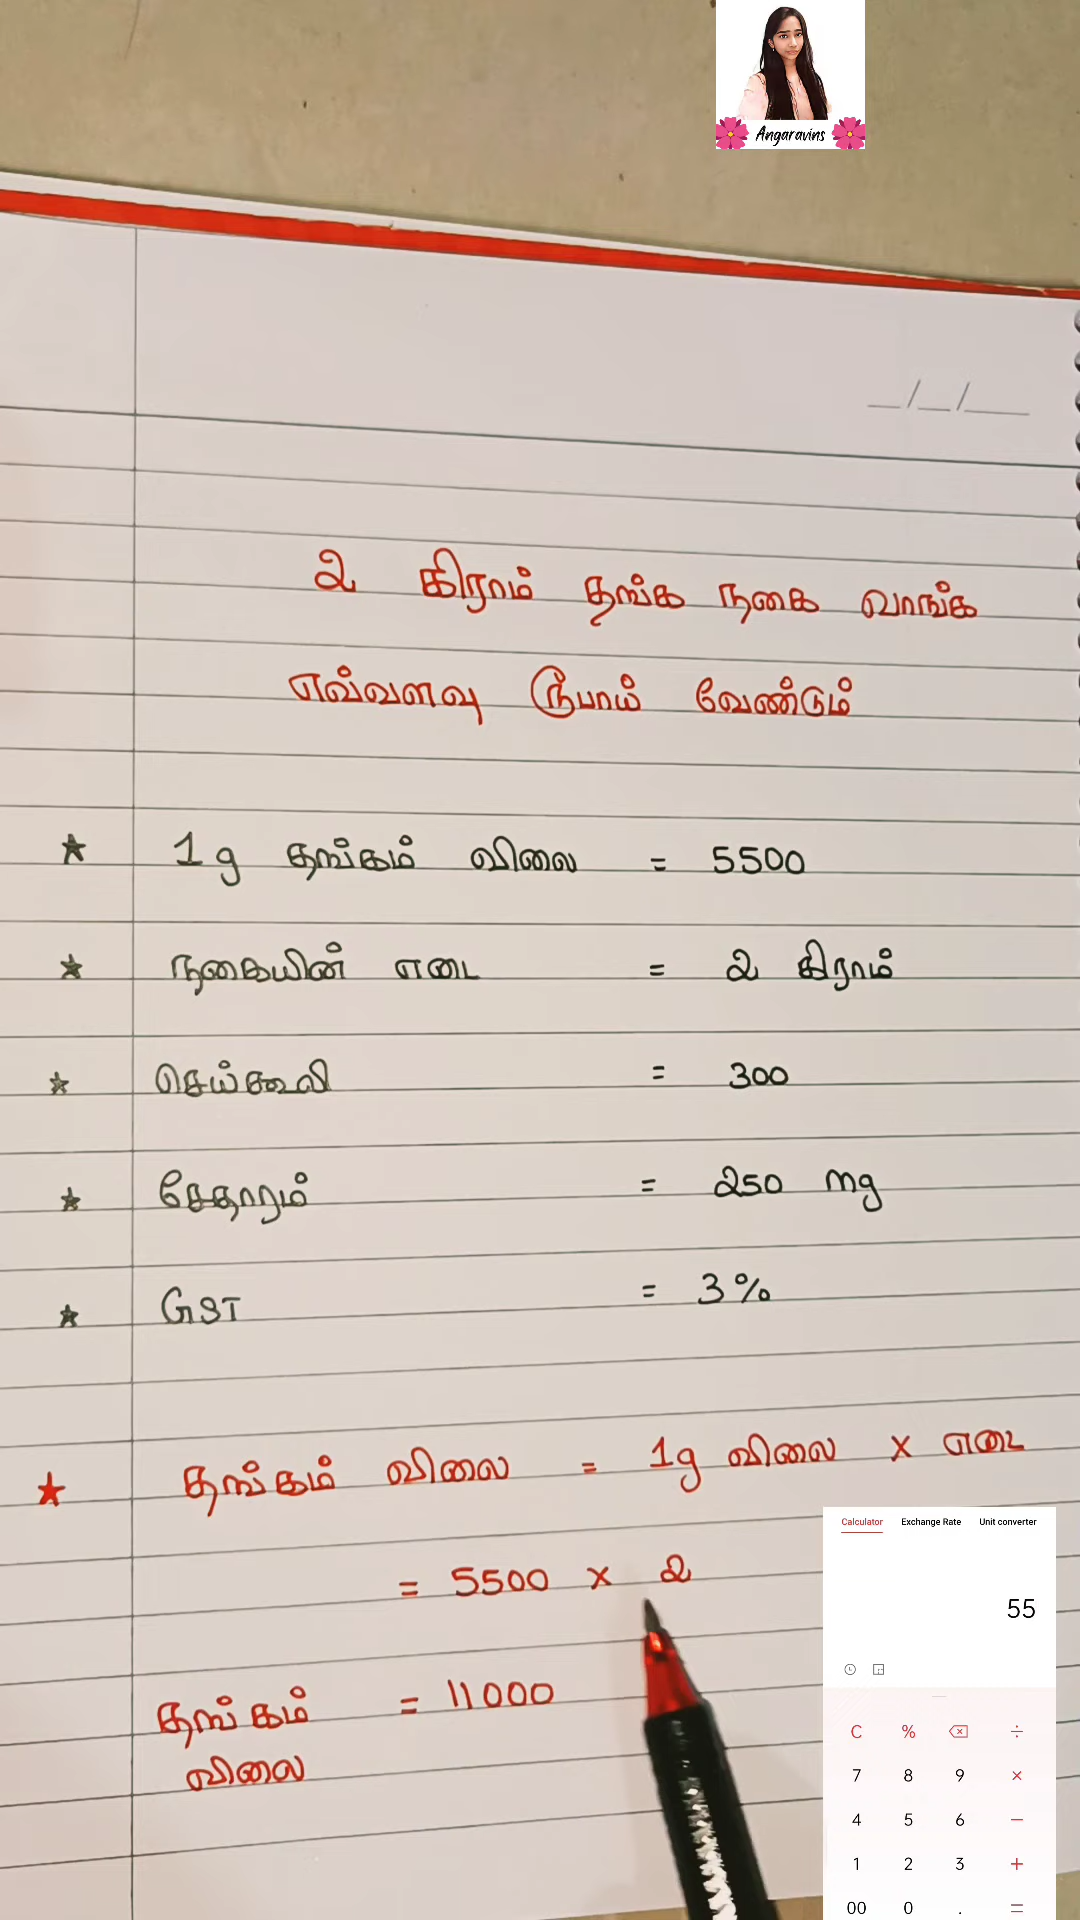 Angaravins
_/_/__
2 கிராம் தங்க நகை வாங்க
எவ்வளவு ரூபாய் வேண்டும்
★ 1g தங்கம் விலை = 5500
★ நகையின் எடை = 2 கிராம்
★ செய்கூலி = 300
★ சேதாரம் = 250 mg
★ GST = 3%
★ தங்கம் விலை = 1g விலை x எடை
= 5500 x 2
தங்கம் = 11000
விலை
Calculator Exchange Rate Unit converter
55
C % ÷
7 8 9 ×
4 5 6 −
1 2 3 +
00 0 . =